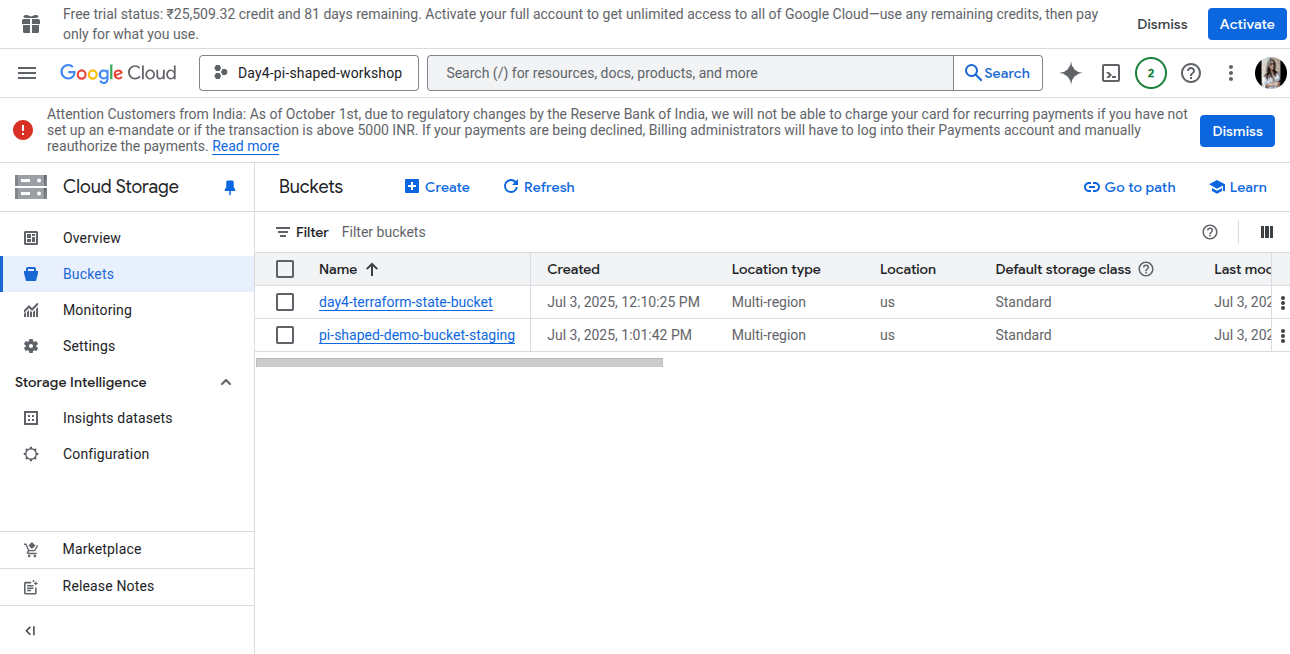 Free trial status: ₹25,509.32 credit and 81 days remaining. Activate your full account to get unlimited access to all of Google Cloud—use any remaining credits, then pay
only for what you use.
Dismiss
Activate
Google Cloud
Day4-pi-shaped-workshop
Search (/) for resources, docs, products, and more
Search
2
Attention Customers from India: As of October 1st, due to regulatory changes by the Reserve Bank of India, we will not be able to charge your card for recurring payments if you have not
set up an e-mandate or if the transaction is above 5000 INR. If your payments are being declined, Billing administrators will have to log into their Payments account and manually
reauthorize the payments. Read more
Dismiss
Cloud Storage
Overview
Buckets
Monitoring
Settings
Storage Intelligence
Insights datasets
Configuration
Marketplace
Release Notes
Buckets
Create
Refresh
Go to path
Learn
Filter Filter buckets
Name Created Location type Location Default storage class Last moc
day4-terraform-state-bucket Jul 3, 2025, 12:10:25 PM Multi-region us Standard Jul 3, 202
pi-shaped-demo-bucket-staging Jul 3, 2025, 1:01:42 PM Multi-region us Standard Jul 3, 202